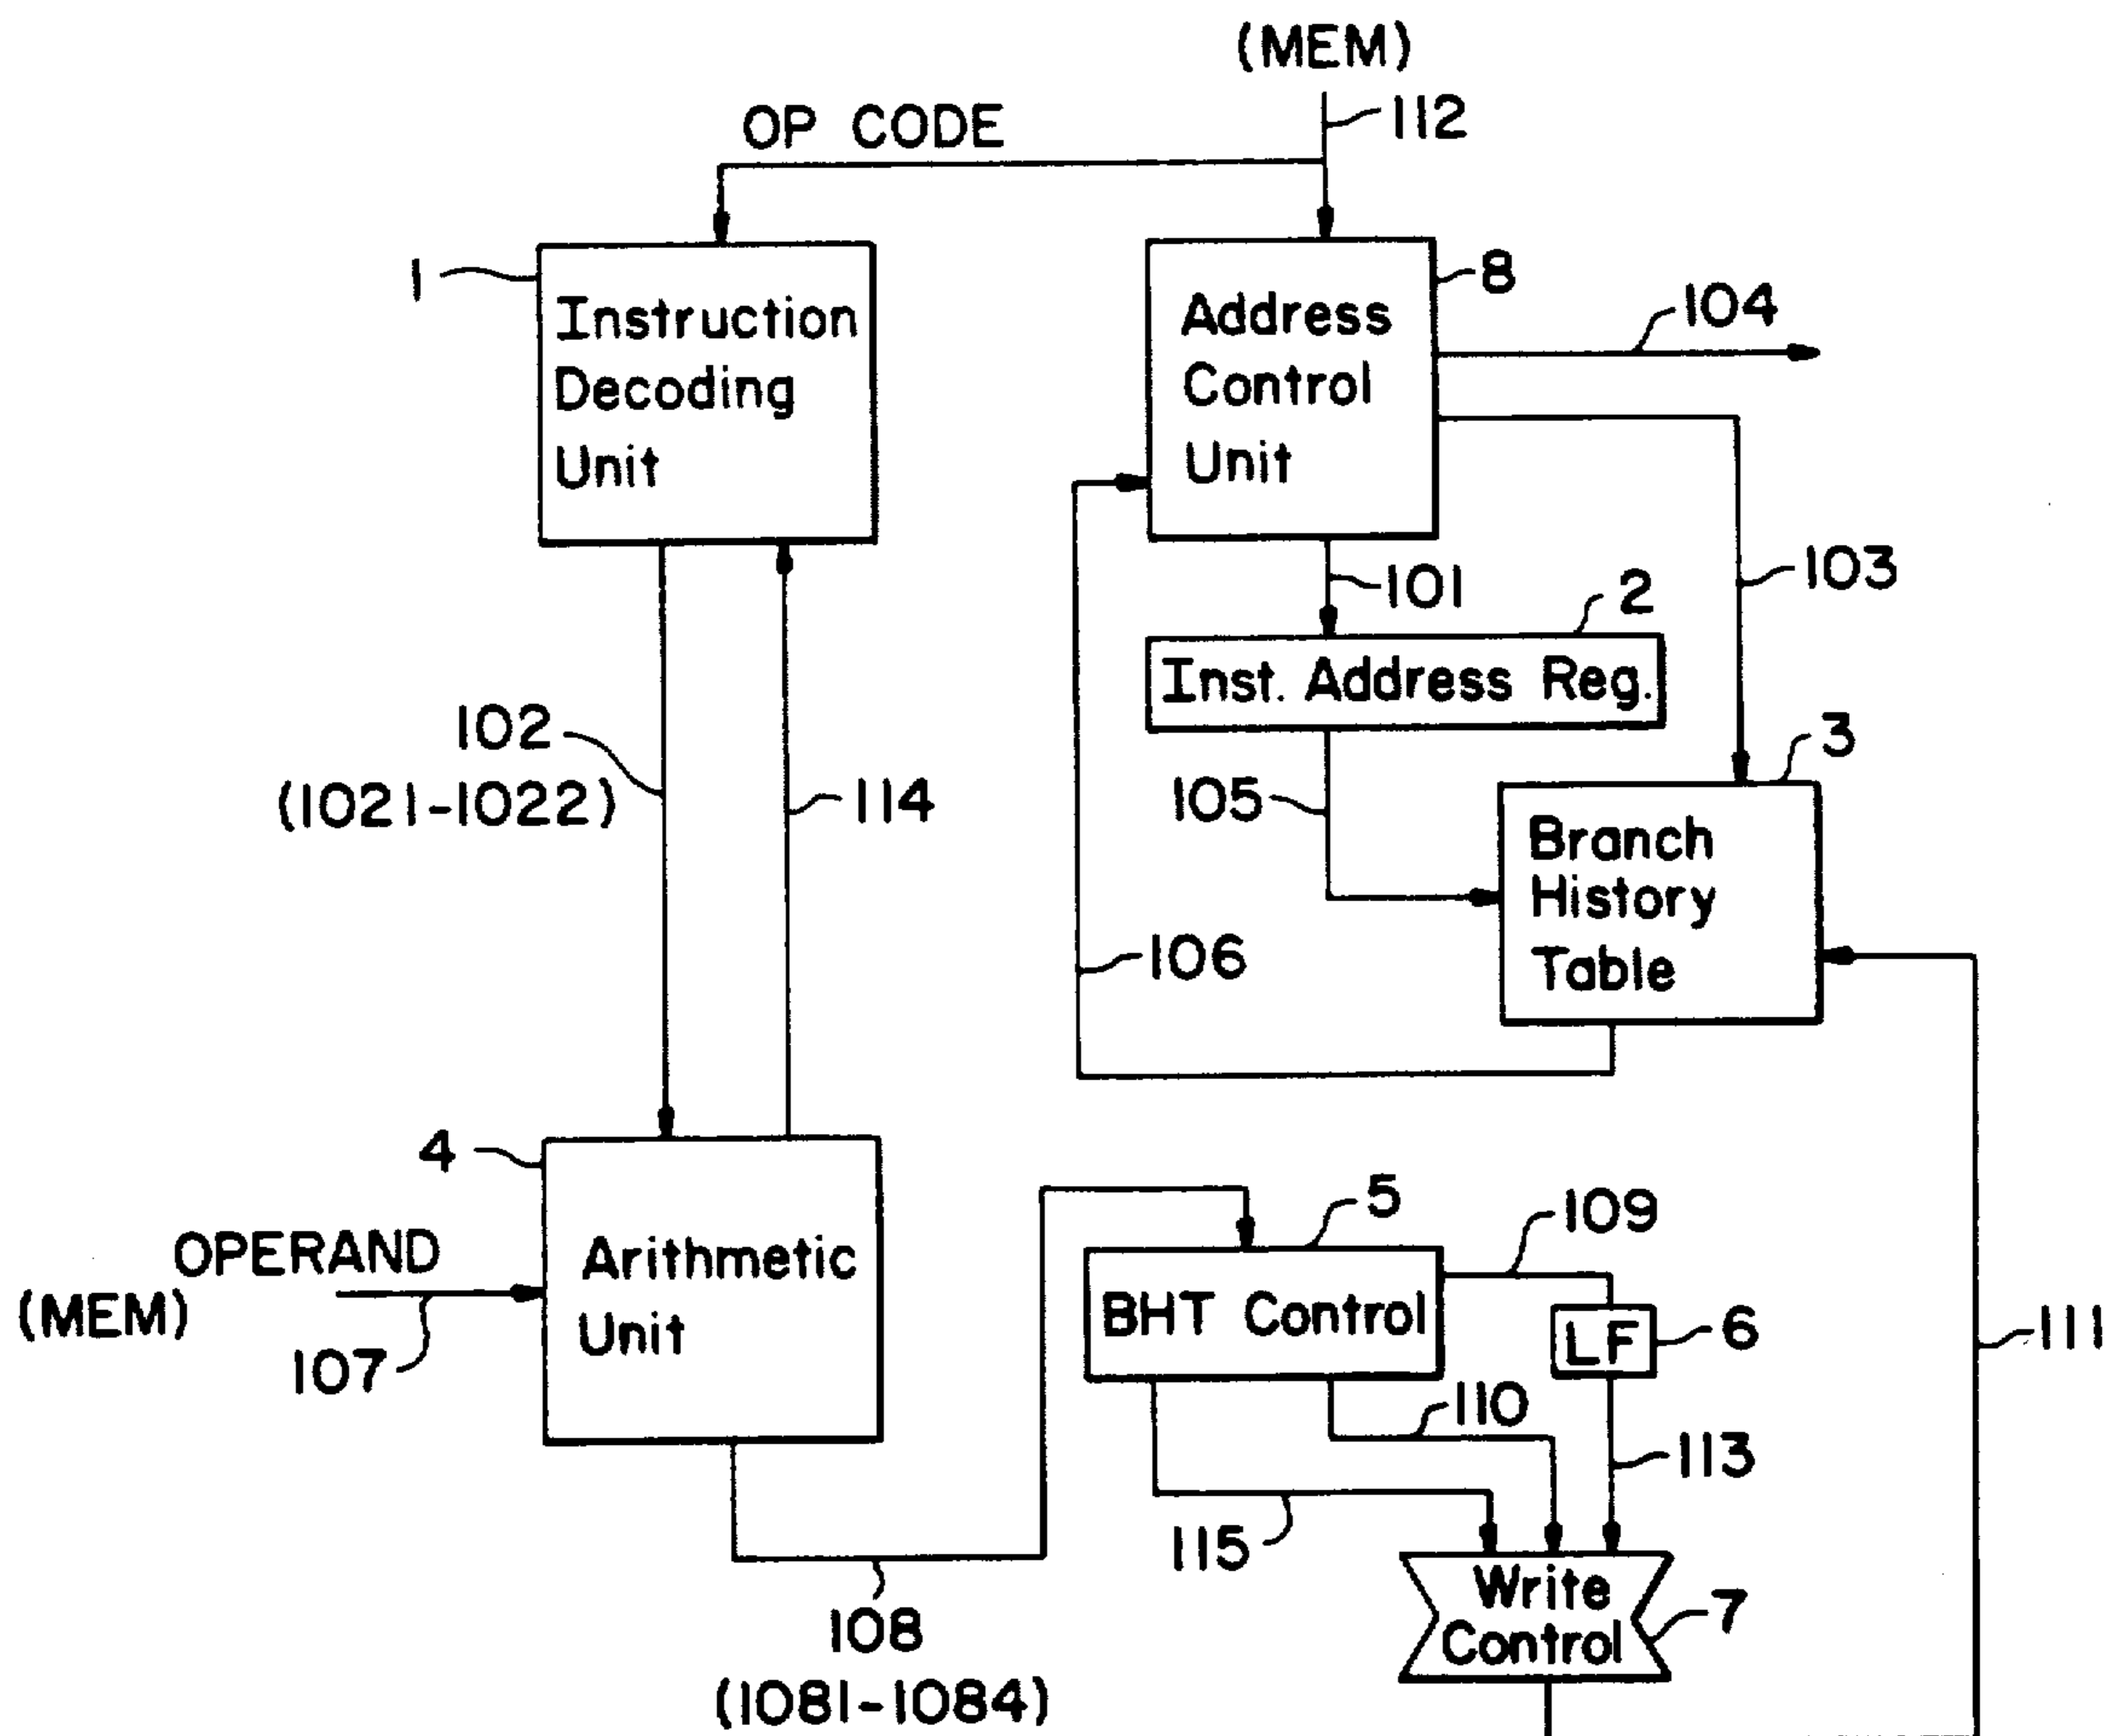 (MEM)
112
OP CODE
1
Instruction
Decoding
Unit
8
Address
Control
Unit
104
103
101
2
Inst. Address Reg.
102
(1021-1022)
114
105
3
Branch
History
Table
106
4
Arithmetic
Unit
OPERAND
(MEM)
107
5
BHT Control
109
LF
6
111
110
113
115
Write
Control
7
108
(1081-1084)